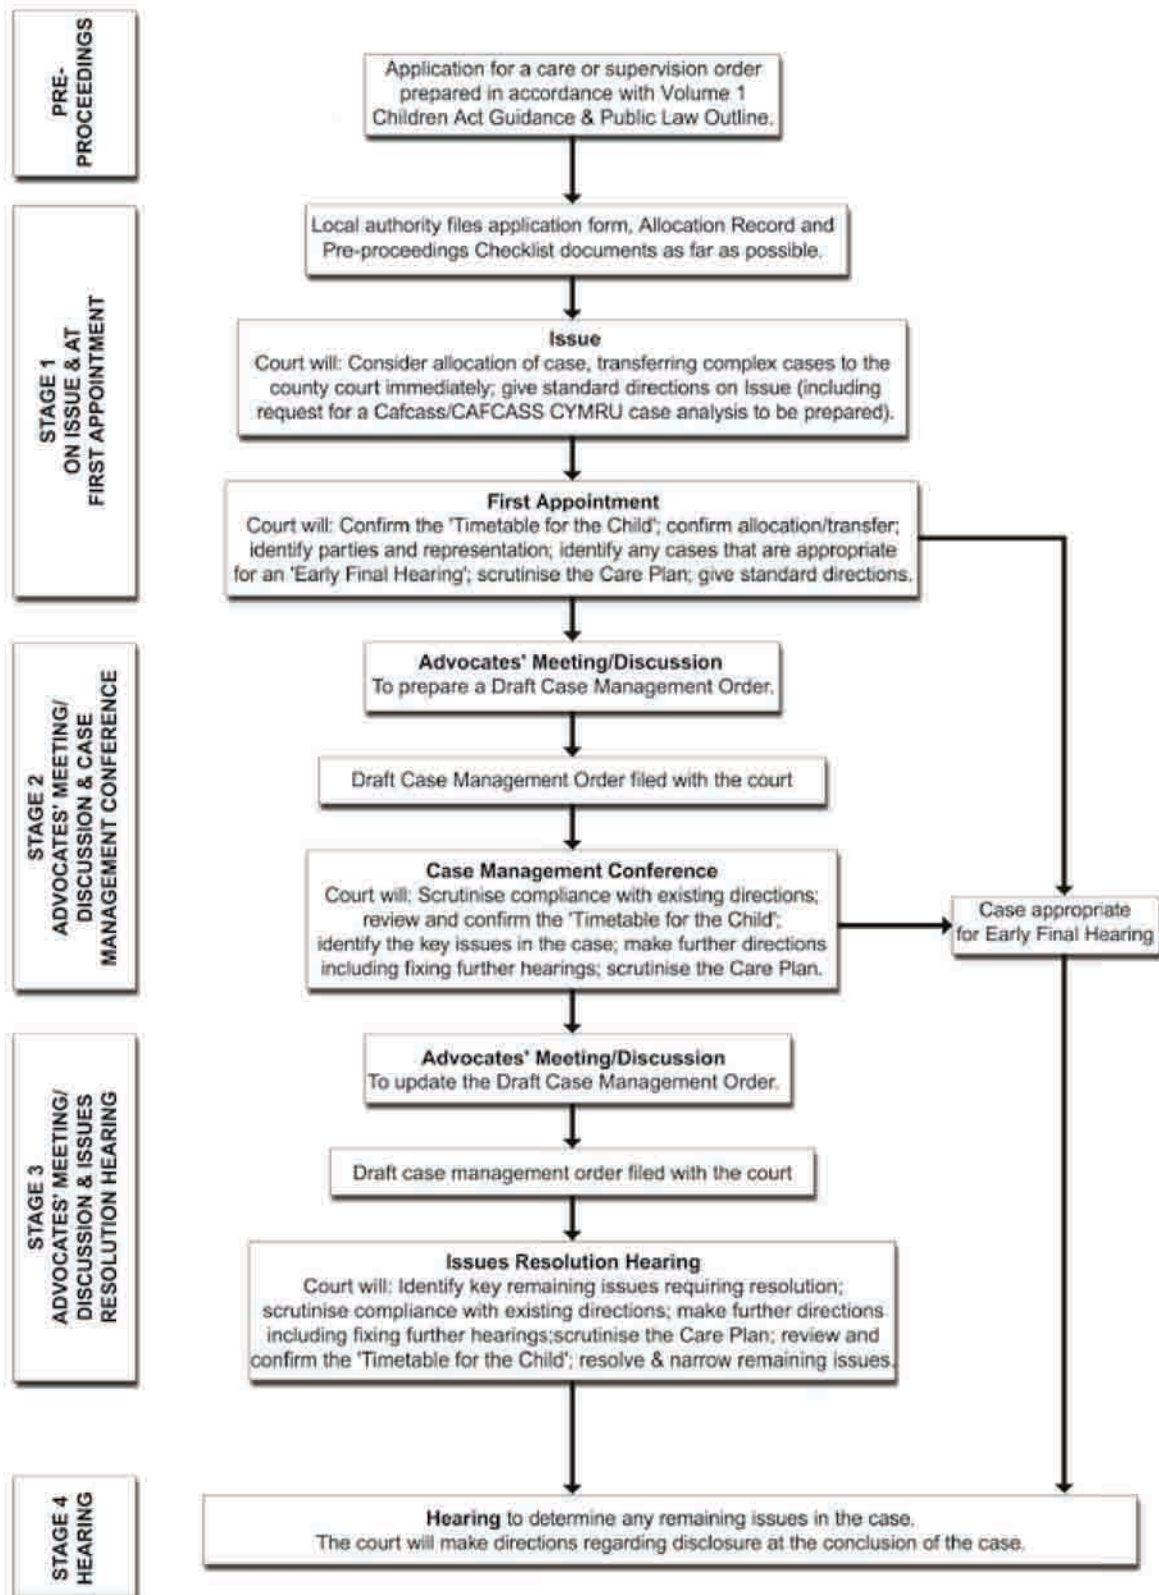 PRE-
PROCEEDINGS
Application for a care or supervision order
prepared in accordance with Volume 1
Children Act Guidance & Public Law Outline.
STAGE 1
ON ISSUE & AT
FIRST APPOINTMENT
Local authority files application form, Allocation Record and
Pre-proceedings Checklist documents as far as possible.
Issue
Court will: Consider allocation of case, transferring complex cases to the
county court immediately; give standard directions on Issue (including
request for a Cafcass/CAFCASS CYMRU case analysis to be prepared).
First Appointment
Court will: Confirm the 'Timetable for the Child'; confirm allocation/transfer;
identify parties and representation; identify any cases that are appropriate
for an 'Early Final Hearing'; scrutinise the Care Plan; give standard directions.
STAGE 2
ADVOCATES' MEETING/
DISCUSSION & CASE
MANAGEMENT CONFERENCE
Advocates' Meeting/Discussion
To prepare a Draft Case Management Order.
Draft Case Management Order filed with the court
Case Management Conference
Court will: Scrutinise compliance with existing directions;
review and confirm the 'Timetable for the Child';
identify the key issues in the case; make further directions
including fixing further hearings; scrutinise the Care Plan.
Case appropriate
for Early Final Hearing
STAGE 3
ADVOCATES' MEETING/
DISCUSSION & ISSUES
RESOLUTION HEARING
Advocates' Meeting/Discussion
To update the Draft Case Management Order.
Draft case management order filed with the court
Issues Resolution Hearing
Court will: Identify key remaining issues requiring resolution;
scrutinise compliance with existing directions; make further directions
including fixing further hearings;scrutinise the Care Plan; review and
confirm the 'Timetable for the Child'; resolve & narrow remaining issues.
STAGE 4
HEARING
Hearing to determine any remaining issues in the case.
The court will make directions regarding disclosure at the conclusion of the case.